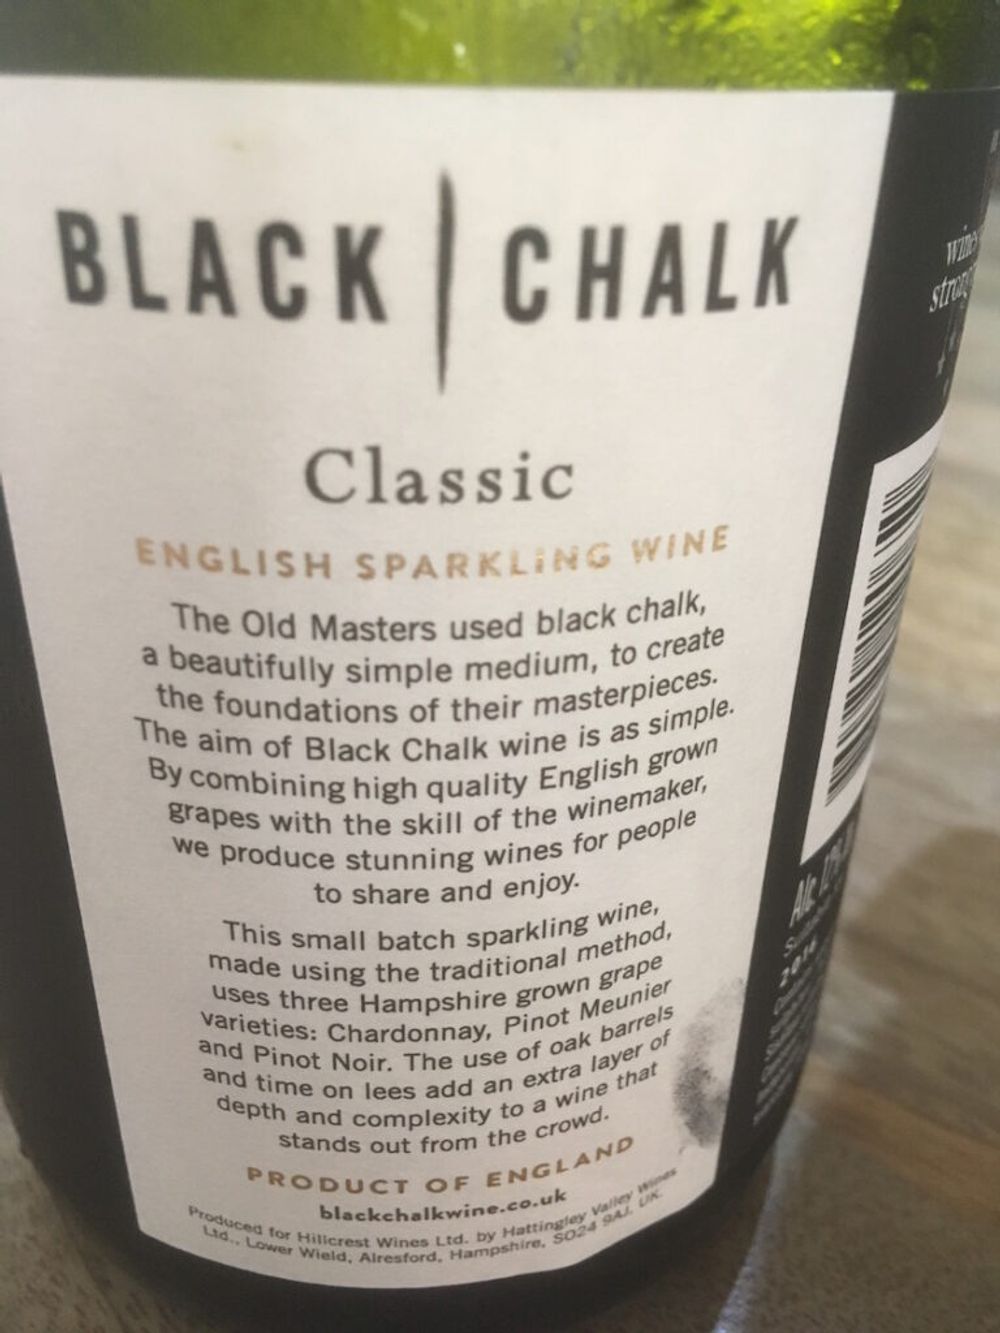 BLACK CHALK
Classic
ENGLISH SPARKLING WINE
The Old Masters used black chalk,
a beautifully simple medium, to create
the foundations of their masterpieces.
The aim of Black Chalk wine is as simple.
By combining high quality English grown
grapes with the skill of the winemaker,
we produce stunning wines for people
to share and enjoy.
This small batch sparkling wine,
made using the traditional method,
uses three Hampshire grown grape
varieties: Chardonnay, Pinot Meunier
and Pinot Noir. The use of oak barrels
and time on lees add an extra layer of
depth and complexity to a wine that
stands out from the crowd.
PRODUCT OF ENGLAND
blackchalkwine.co.uk
Produced for Hillcrest Wines Ltd. by Hattingley Valley Wines
Ltd., Lower Wield, Alresford, Hampshire, SO24 9AJ. UK.
wines
Alc.